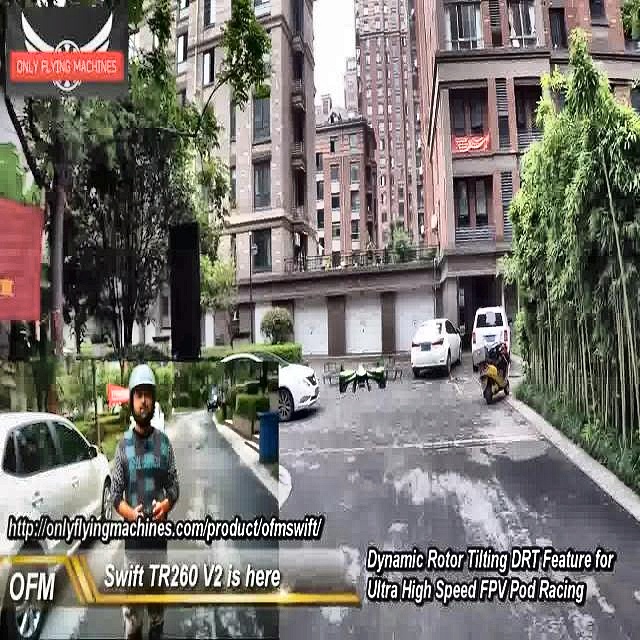 ONLY FLYING MACHINES
http://onlyflyingmachines.com/product/ofmswift/
OFM
Swift TR260 V2 is here
Dynamic Rotor Tilting DRT Feature for
Ultra High Speed FPV Pod Racing